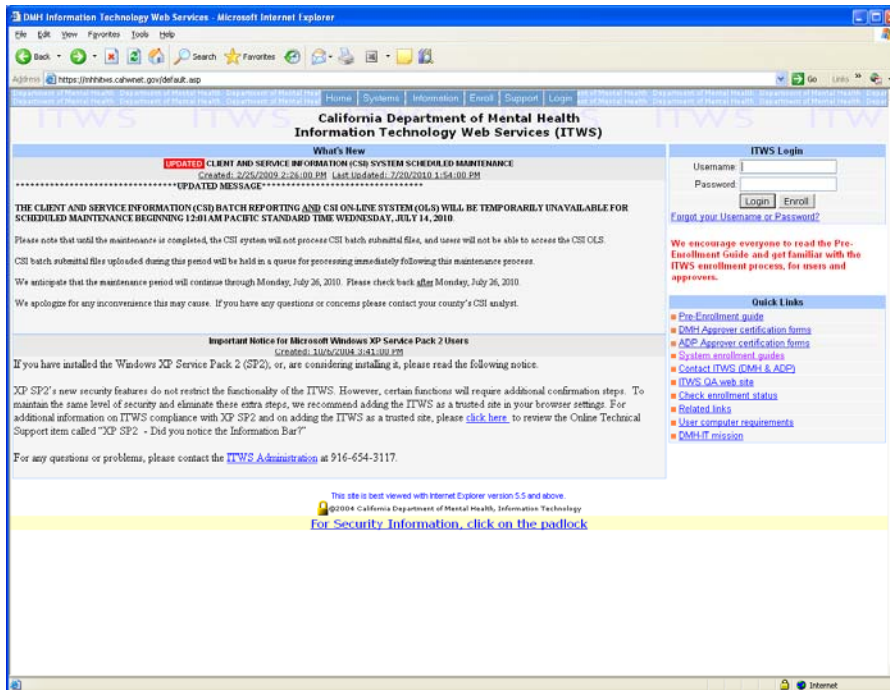 DMH Information Technology Web Services - Microsoft Internet Explorer
File Edit View Favorites Tools Help
Back Search Favorites
Address https://mhhitws.cahwnet.gov/default.asp Go Links
Home Systems Information Enroll Support Login
ITWS ITWS ITWS ITW
California Department of Mental Health
Information Technology Web Services (ITWS)
What's New
UPDATED CLIENT AND SERVICE INFORMATION (CSI) SYSTEM SCHEDULED MAINTENANCE
Created: 2/25/2009 2:26:00 PM Last Updated: 7/20/2010 1:54:00 PM
********************************UPDATED MESSAGE********************************
THE CLIENT AND SERVICE INFORMATION (CSI) BATCH REPORTING AND CSI ON-LINE SYSTEM (OLS) WILL BE TEMPORARILY UNAVAILABLE FOR
SCHEDULED MAINTENANCE BEGINNING 12:01 AM PACIFIC STANDARD TIME WEDNESDAY, JULY 14, 2010.
Please note that until the maintenance is completed, the CSI system will not process CSI batch submittal files, and users will not be able to access the CSI OLS.
CSI batch submittal files uploaded during this period will be held in a queue for processing immediately following this maintenance process.
We anticipate that the maintenance period will continue through Monday, July 26, 2010. Please check back after Monday, July 26, 2010.
We apologize for any inconvenience this may cause. If you have any questions or concerns please contact your county's CSI analyst.
Important Notice for Microsoft Windows XP Service Pack 2 Users
Created: 10/6/2004 3:41:00 PM
If you have installed the Windows XP Service Pack 2 (SP2), or, are considering installing it, please read the following notice.
XP SP2's new security features do not restrict the functionality of the ITWS. However, certain functions will require additional confirmation steps. To
maintain the same level of security and eliminate these extra steps, we recommend adding the ITWS as a trusted site in your browser settings. For
additional information on ITWS compliance with XP SP2 and on adding the ITWS as a trusted site, please click here to review the Online Technical
Support item called "XP SP2 - Did you notice the Information Bar?"
For any questions or problems, please contact the ITWS Administration at 916-654-3117.
ITWS Login
Username:
Password:
Login Enroll
Forgot your Username or Password?
We encourage everyone to read the Pre-
Enrollment Guide and get familiar with the
ITWS enrollment process, for users and
approvers.
Quick Links
Pre-Enrollment guide
DMH Approver certification forms
ADP Approver certification forms
System enrollment guides
Contact ITWS (DMH & ADP)
ITWS QA web site
Check enrollment status
Related links
User computer requirements
DMH-IT mission
This site is best viewed with Internet Explorer version 5.5 and above.
©2004 California Department of Mental Health, Information Technology
For Security Information, click on the padlock
Internet